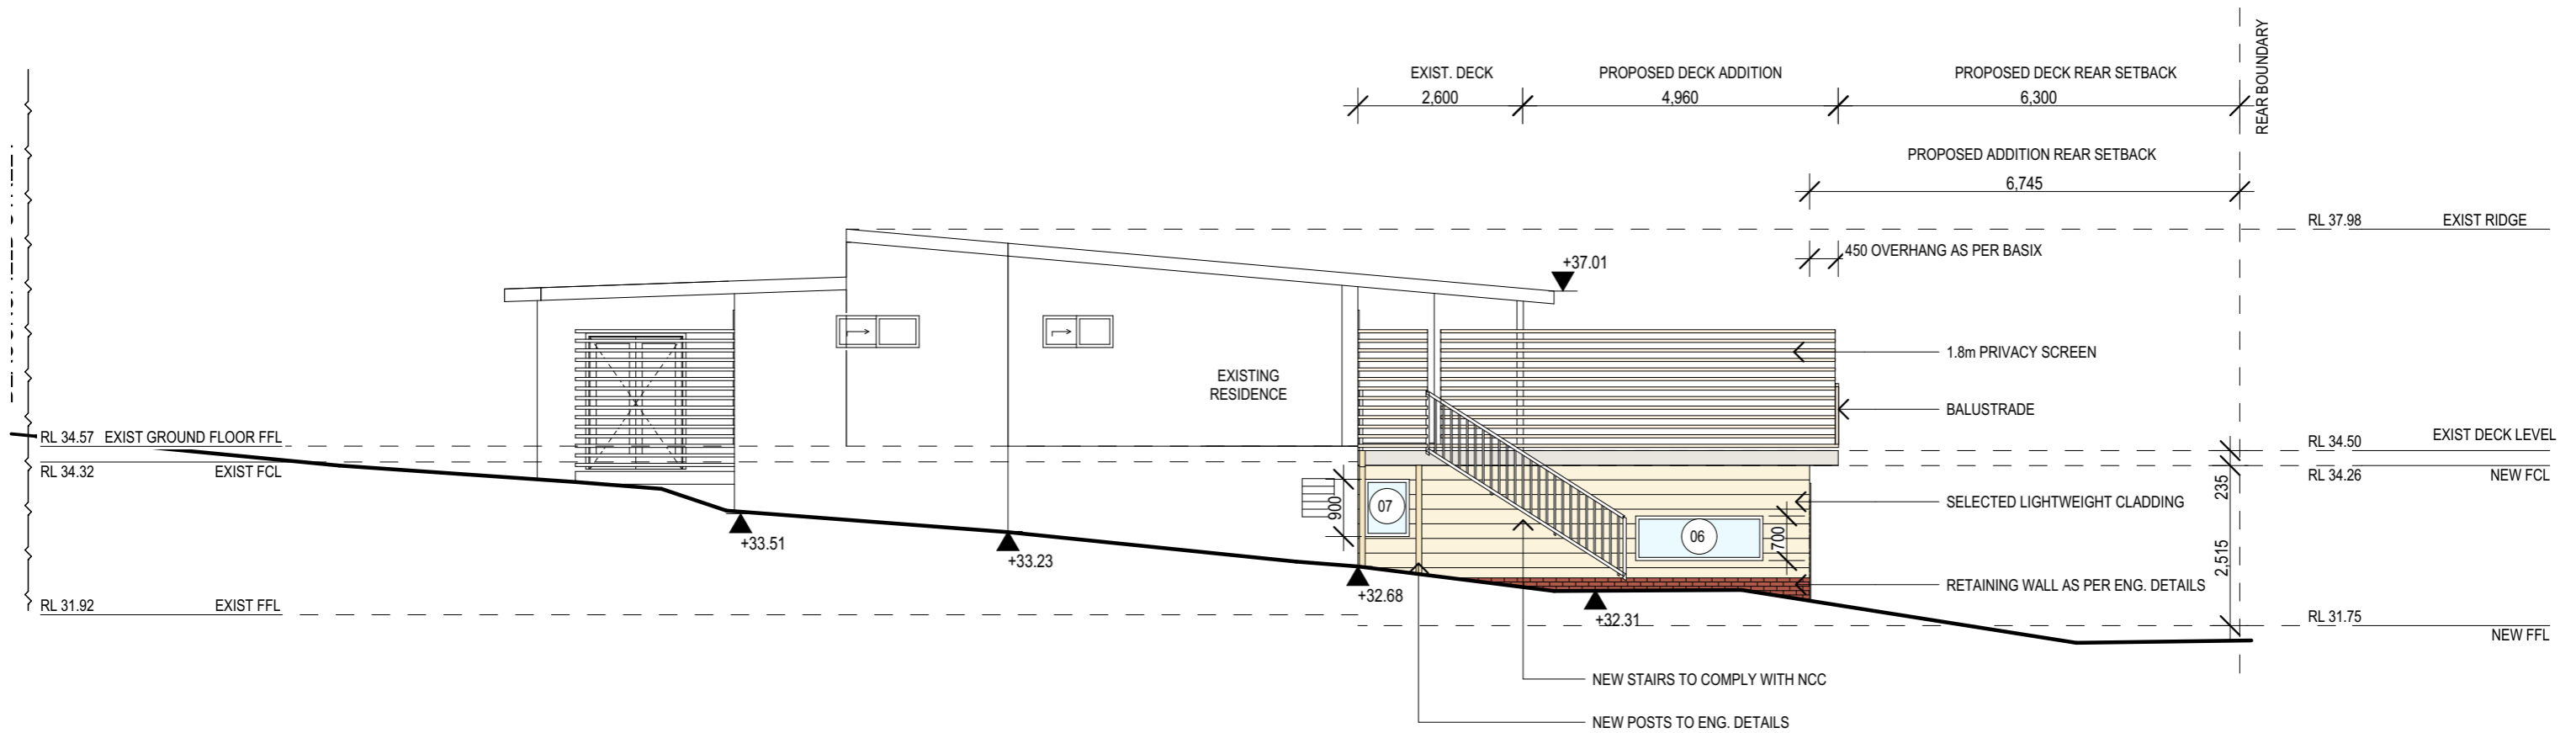 EXIST. DECK
2,600
PROPOSED DECK ADDITION
4,960
PROPOSED DECK REAR SETBACK
6,300
REAR BOUNDARY
PROPOSED ADDITION REAR SETBACK
6,745
RL 37.98 EXIST RIDGE
450 OVERHANG AS PER BASIX
+37.01
1.8m PRIVACY SCREEN
EXISTING
RESIDENCE
BALUSTRADE
RL 34.57 EXIST GROUND FLOOR FFL
RL 34.32 EXIST FCL
RL 34.50 EXIST DECK LEVEL
RL 34.26 NEW FCL
235
900
07
SELECTED LIGHTWEIGHT CLADDING
06
700
2,515
+33.51
+33.23
+32.68
RETAINING WALL AS PER ENG. DETAILS
+32.31
RL 31.92 EXIST FFL
RL 31.75
NEW FFL
NEW STAIRS TO COMPLY WITH NCC
NEW POSTS TO ENG. DETAILS